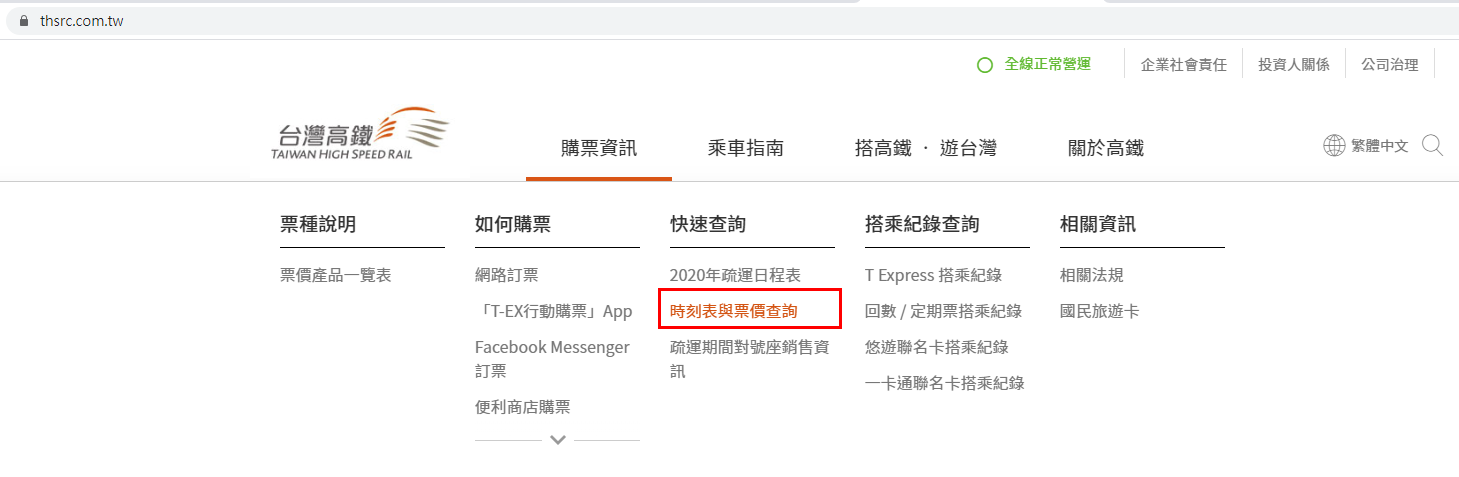 thsrc.com.tw
全線正常營運
企業社會責任
投資人關係
公司治理
台灣高鐵
TAIWAN HIGH SPEED RAIL
購票資訊
乘車指南
搭高鐵 · 遊台灣
關於高鐵
繁體中文
票種說明
票價產品一覽表
如何購票
網路訂票
「T-EX行動購票」App
Facebook Messenger
訂票
便利商店購票
快速查詢
2020年疏運日程表
時刻表與票價查詢
疏運期間對號座銷售資
訊
搭乘紀錄查詢
T Express 搭乘紀錄
回數 / 定期票搭乘紀錄
悠遊聯名卡搭乘紀錄
一卡通聯名卡搭乘紀錄
相關資訊
相關法規
國民旅遊卡